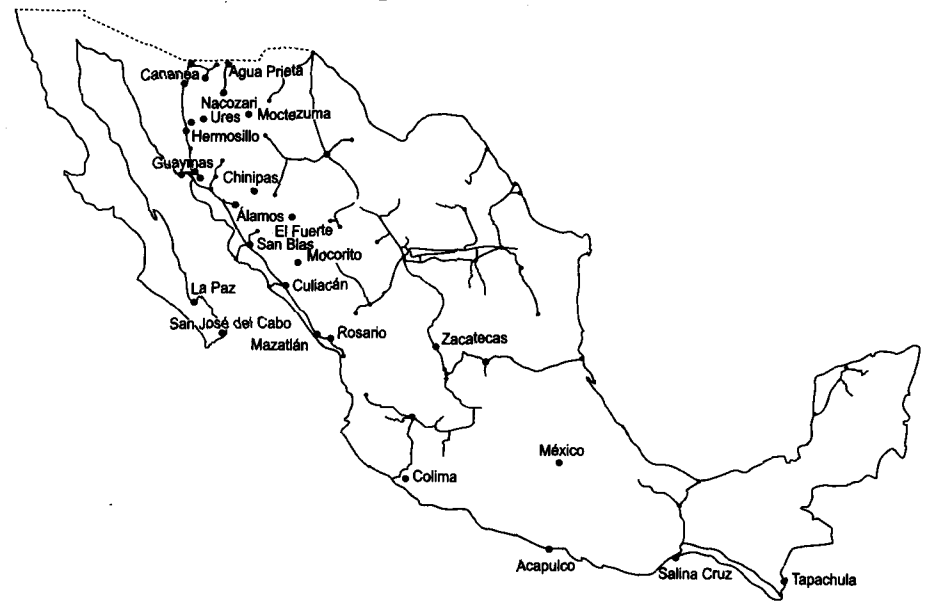 Cananea
Agua Prieta
Nacozari
Ures
Moctezuma
Hermosillo
Guaymas
Chinipas
Álamos
El Fuerte
San Blas
Mocorito
Culiacán
La Paz
San José del Cabo
Rosario
Mazatlán
Zacatecas
México
Colima
Acapulco
Salina Cruz
Tapachula